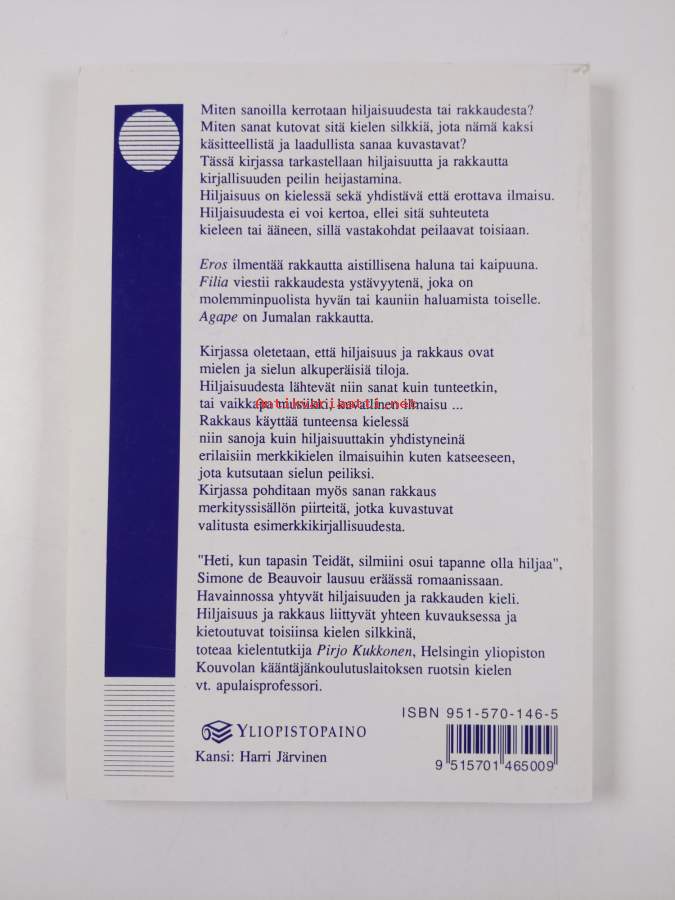 Miten sanoilla kerrotaan hiljaisuudesta tai rakkaudesta?
Miten sanat kutovat sitä kielen silkkiä, jota nämä kaksi
käsitteellistä ja laadullista sanaa kuvastavat?
Tässä kirjassa tarkastellaan hiljaisuutta ja rakkautta
kirjallisuuden peilin heijastamina.
Hiljaisuus on kielessä sekä yhdistävä että erottava ilmaisu.
Hiljaisuudesta ei voi kertoa, ellei sitä suhteuteta
kieleen tai ääneen, sillä vastakohdat peilaavat toisiaan.
Eros ilmentää rakkautta aistillisena haluna tai kaipuuna.
Filia viestii rakkaudesta ystävyytenä, joka on
molemminpuolista hyvän tai kauniin haluamista toiselle.
Agape on Jumalan rakkautta.
Kirjassa oletetaan, että hiljaisuus ja rakkaus ovat
mielen ja sielun alkuperäisiä tiloja.
Hiljaisuudesta lähtevät niin sanat kuin tunteetkin,
tai vaikkapa musiikki, kuvallinen ilmaisu ...
Antikvariaatti.net
Rakkaus käyttää tunteensa kielessä
niin sanoja kuin hiljaisuuttakin yhdistyneinä
erilaisiin merkkikielen ilmaisuihin kuten katseeseen,
jota kutsutaan sielun peiliksi.
Kirjassa pohditaan myös sanan rakkaus
merkityssisällön piirteitä, jotka kuvastuvat
valitusta esimerkkikirjallisuudesta.
"Heti, kun tapasin Teidät, silmiini osui tapanne olla hiljaa",
Simone de Beauvoir lausuu eräässä romaanissaan.
Havainnossa yhtyvät hiljaisuuden ja rakkauden kieli.
Hiljaisuus ja rakkaus liittyvät yhteen kuvauksessa ja
kietoutuvat toisiinsa kielen silkkinä,
toteaa kielentutkija Pirjo Kukkonen, Helsingin yliopiston
Kouvolan kääntäjänkoulutuslaitoksen ruotsin kielen
vt. apulaisprofessori.
ISBN 951-570-146-5
YLIOPISTOPAINO
Kansi: Harri Järvinen
9 515701 465009